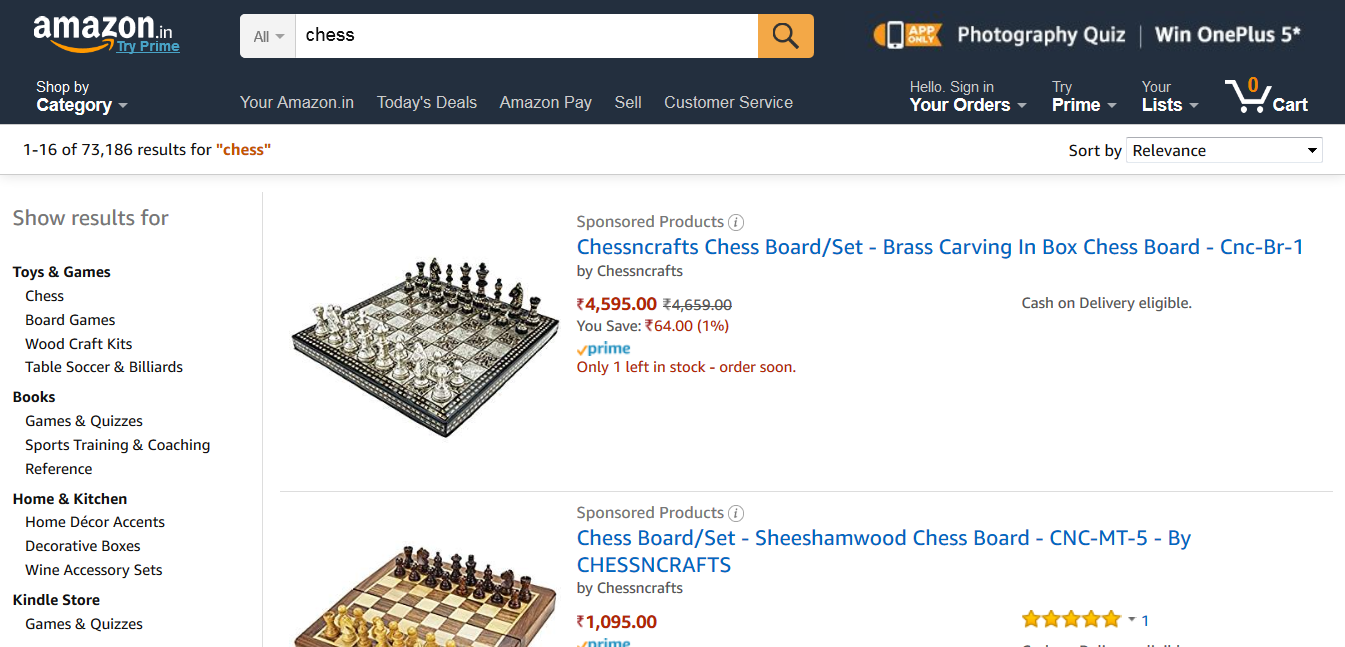 amazon.in
Try Prime
All
chess
APP ONLY
Photography Quiz | Win OnePlus 5*
Shop by
Category
Your Amazon.in
Today's Deals
Amazon Pay
Sell
Customer Service
Hello. Sign in
Your Orders
Try
Prime
Your
Lists
0
Cart
1-16 of 73,186 results for "chess"
Sort by
Relevance
Show results for
Toys & Games
Chess
Board Games
Wood Craft Kits
Table Soccer & Billiards
Books
Games & Quizzes
Sports Training & Coaching
Reference
Home & Kitchen
Home Décor Accents
Decorative Boxes
Wine Accessory Sets
Kindle Store
Games & Quizzes
Sponsored Products
Chessncrafts Chess Board/Set - Brass Carving In Box Chess Board - Cnc-Br-1
by Chessncrafts
₹4,595.00 ₹4,659.00
You Save: ₹64.00 (1%)
prime
Only 1 left in stock - order soon.
Cash on Delivery eligible.
Sponsored Products
Chess Board/Set - Sheeshamwood Chess Board - CNC-MT-5 - By
CHESSNCRAFTS
by Chessncrafts
₹1,095.00
prime
1